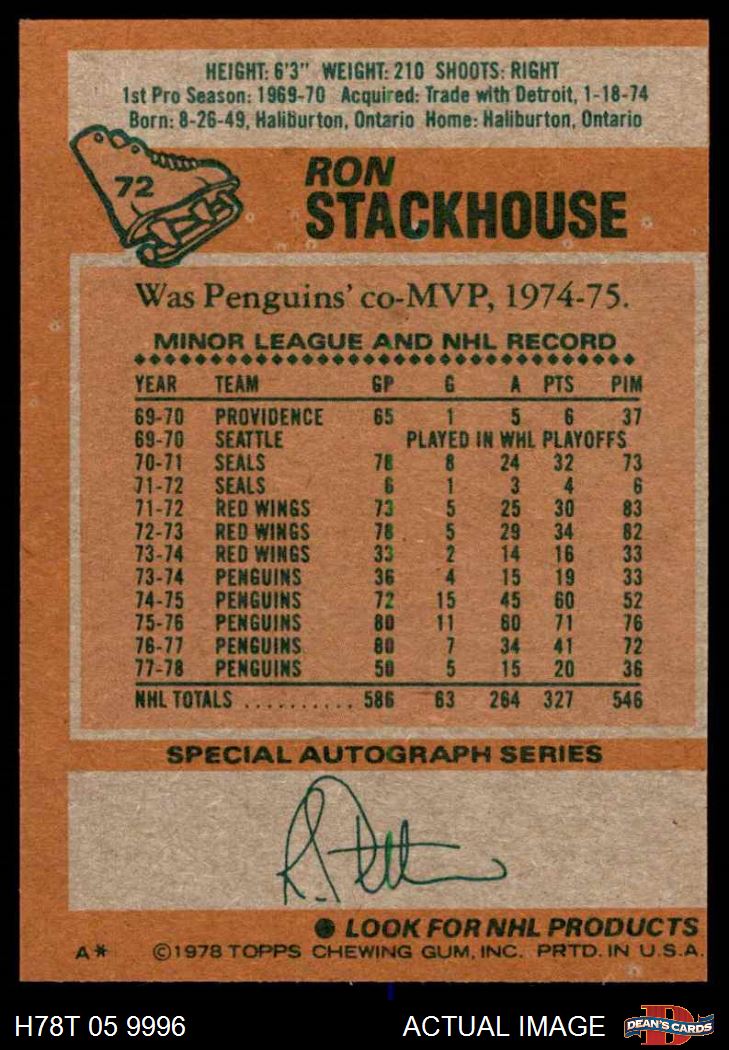 HEIGHT: 6'3" WEIGHT: 210 SHOOTS: RIGHT
1st Pro Season: 1969-70 Acquired: Trade with Detroit, 1-18-74
Born: 8-26-49, Haliburton, Ontario Home: Haliburton, Ontario
72
RON
STACKHOUSE
Was Penguins' co-MVP, 1974-75.
MINOR LEAGUE AND NHL RECORD
YEAR TEAM GP G A PTS PIM
69-70 PROVIDENCE 65 1 5 6 37
69-70 SEATTLE PLAYED IN WHL PLAYOFFS
70-71 SEALS 78 8 24 32 73
71-72 SEALS 6 1 3 4 6
71-72 RED WINGS 73 5 25 30 83
72-73 RED WINGS 78 5 29 34 82
73-74 RED WINGS 33 2 14 16 33
73-74 PENGUINS 36 4 15 19 33
74-75 PENGUINS 72 15 45 60 52
75-76 PENGUINS 80 11 60 71 76
76-77 PENGUINS 80 7 34 41 72
77-78 PENGUINS 50 5 15 20 36
NHL TOTALS .......... 586 63 264 327 546
SPECIAL AUTOGRAPH SERIES
● LOOK FOR NHL PRODUCTS
A* ©1978 TOPPS CHEWING GUM, INC. PRTD. IN U.S.A.
H78T 05 9996 ACTUAL IMAGE DEAN'S CARDS